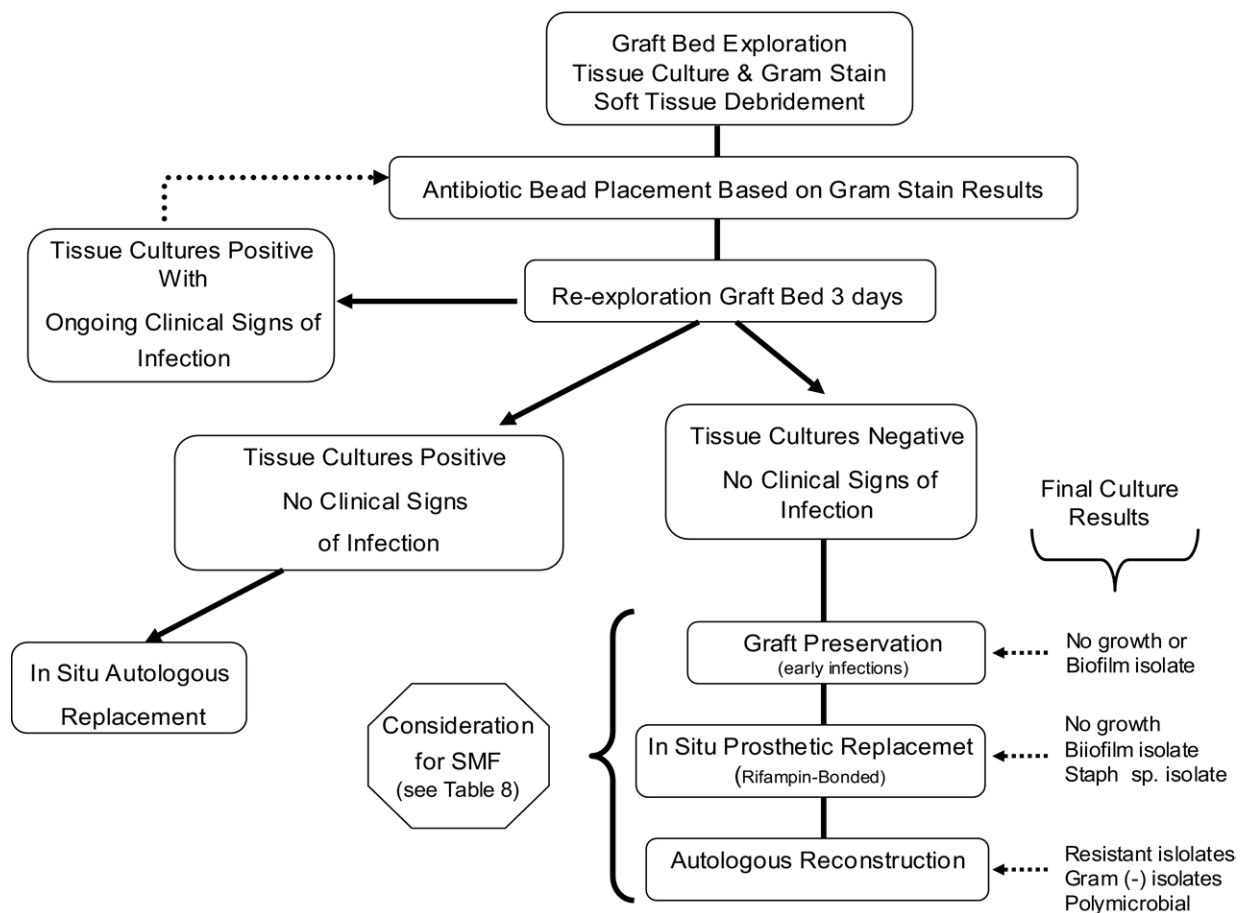 Graft Bed Exploration
Tissue Culture & Gram Stain
Soft Tissue Debridement
Antibiotic Bead Placement Based on Gram Stain Results
Tissue Cultures Positive
With
Ongoing Clinical Signs of
Infection
Re-exploration Graft Bed 3 days
Tissue Cultures Positive
No Clinical Signs
of Infection
Tissue Cultures Negative
No Clinical Signs of
Infection
Final Culture
Results
In Situ Autologous
Replacement
Consideration
for SMF
(see Table 8)
Graft Preservation
(early infections)
No growth or
Biofilm isolate
In Situ Prosthetic Replacemet
(Rifampin-Bonded)
No growth
Biiofilm isolate
Staph sp. isolate
Autologous Reconstruction
Resistant islolates
Gram (-) isolates
Polymicrobial